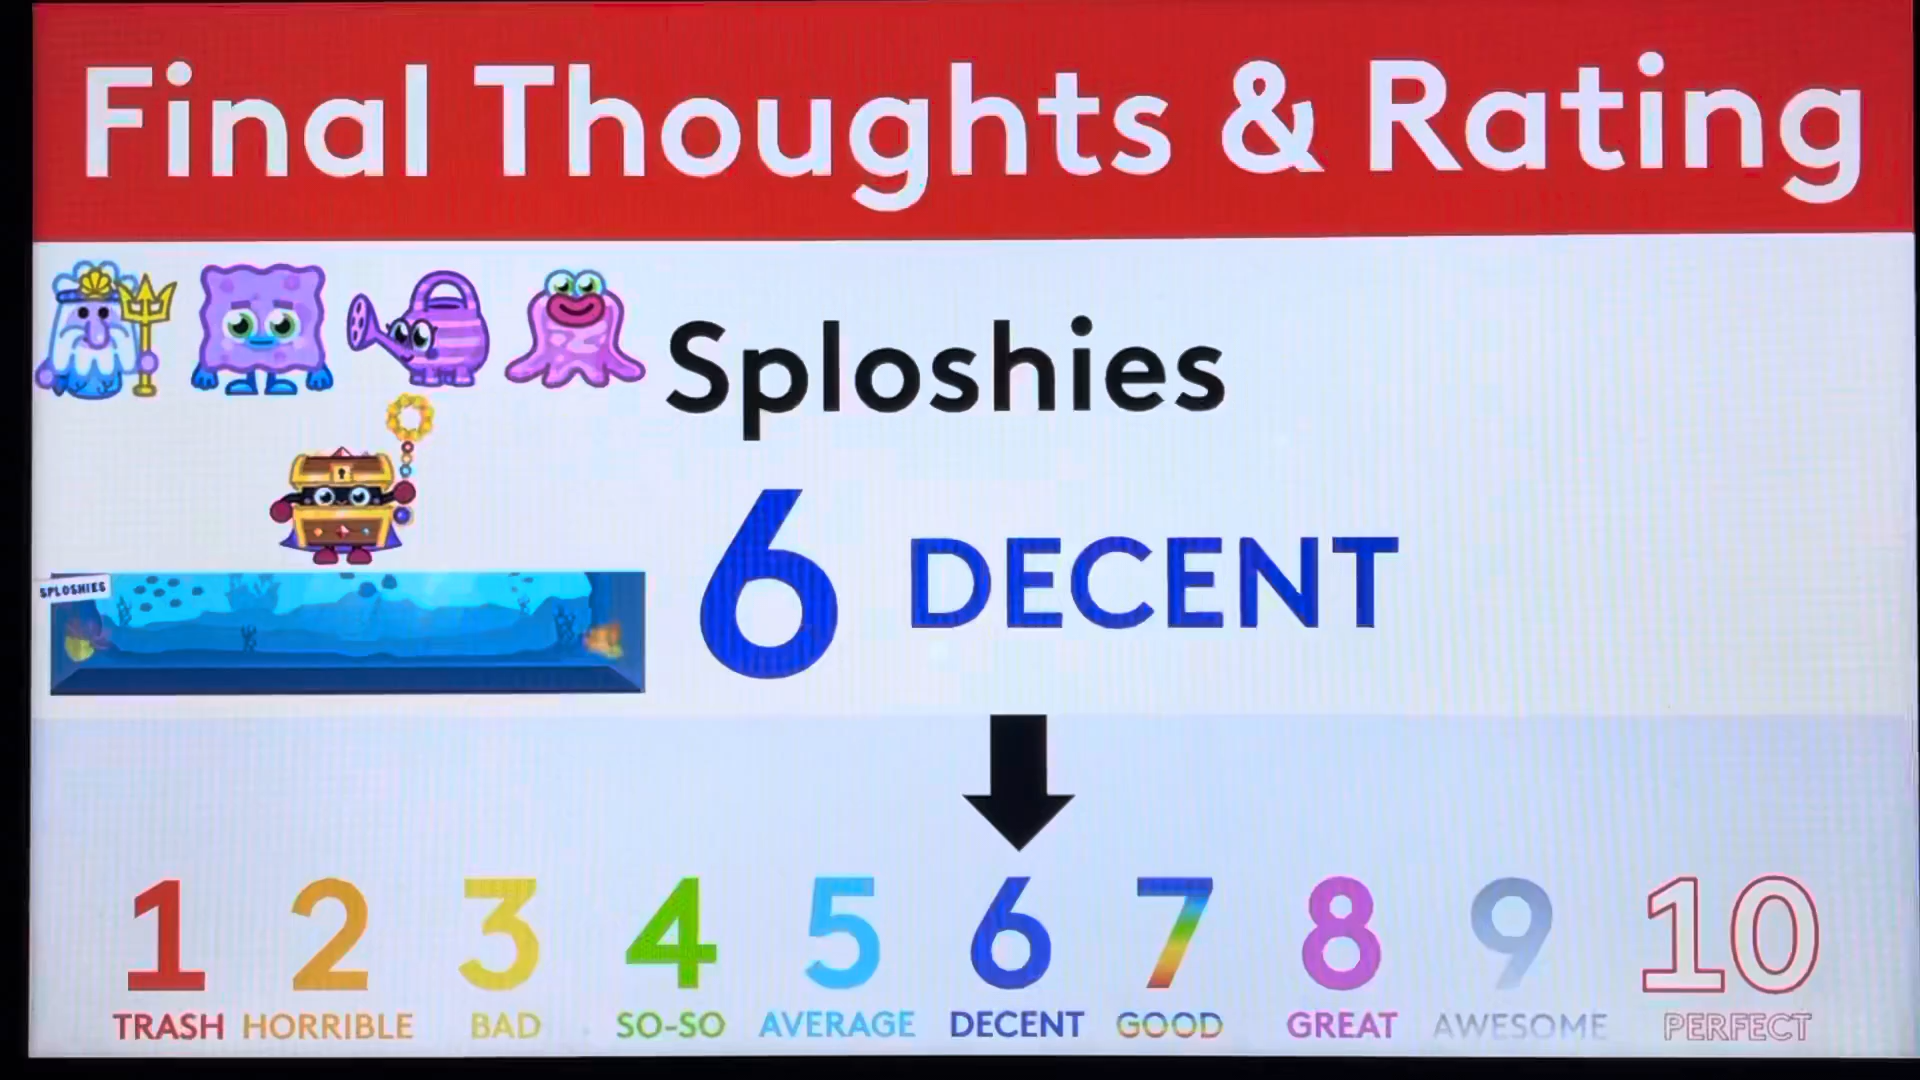 Final Thoughts & Rating
Sploshies
SPLOSHIES
6 DECENT
1 2 3 4 5 6 7 8 9 10
TRASH HORRIBLE BAD SO-SO AVERAGE DECENT GOOD GREAT AWESOME PERFECT